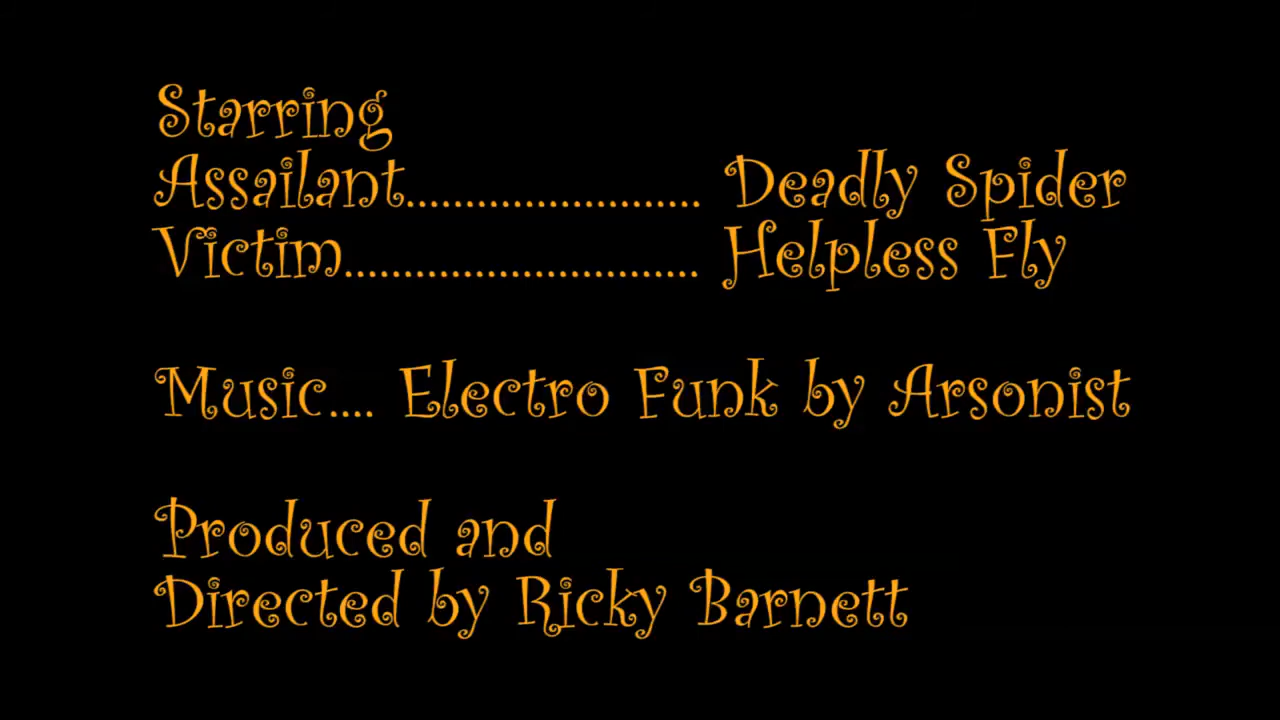 Starring
Assailant......................... Deadly Spider
Victim.............................. Helpless Fly
Music.... Electro Funk by Arsonist
Produced and
Directed by Ricky Barnett